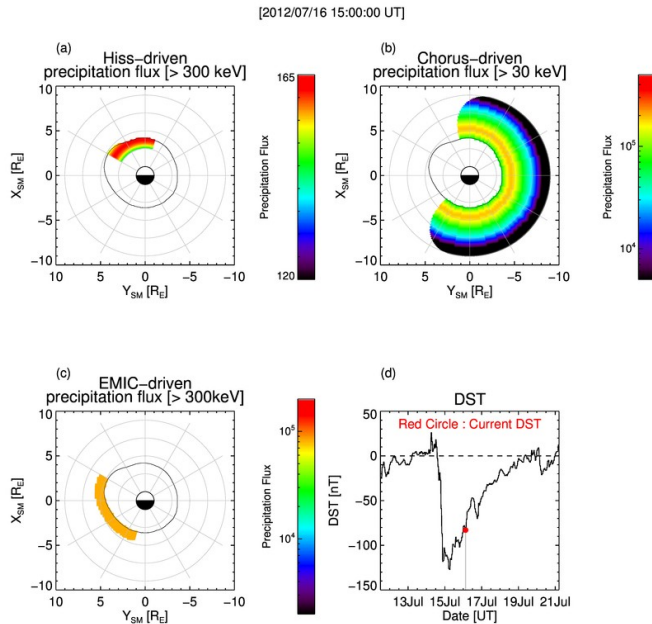 [2012/07/16 15:00:00 UT]
(a)
Hiss-driven
precipitation flux [> 300 keV]
10
5
0
-5
-10
X_SM [R_E]
10 5 0 -5 -10
Y_SM [R_E]
165
120
Precipitation Flux
(b)
Chorus-driven
precipitation flux [> 30 keV]
10
5
0
-5
-10
X_SM [R_E]
10 5 0 -5 -10
Y_SM [R_E]
10^5
10^4
Precipitation Flux
(c)
EMIC-driven
precipitation flux [> 300keV]
10
5
0
-5
-10
X_SM [R_E]
10 5 0 -5 -10
Y_SM [R_E]
10^5
10^4
Precipitation Flux
(d)
DST
Red Circle : Current DST
50
0
-50
-100
-150
DST [nT]
13Jul 15Jul 17Jul 19Jul 21Jul
Date [UT]